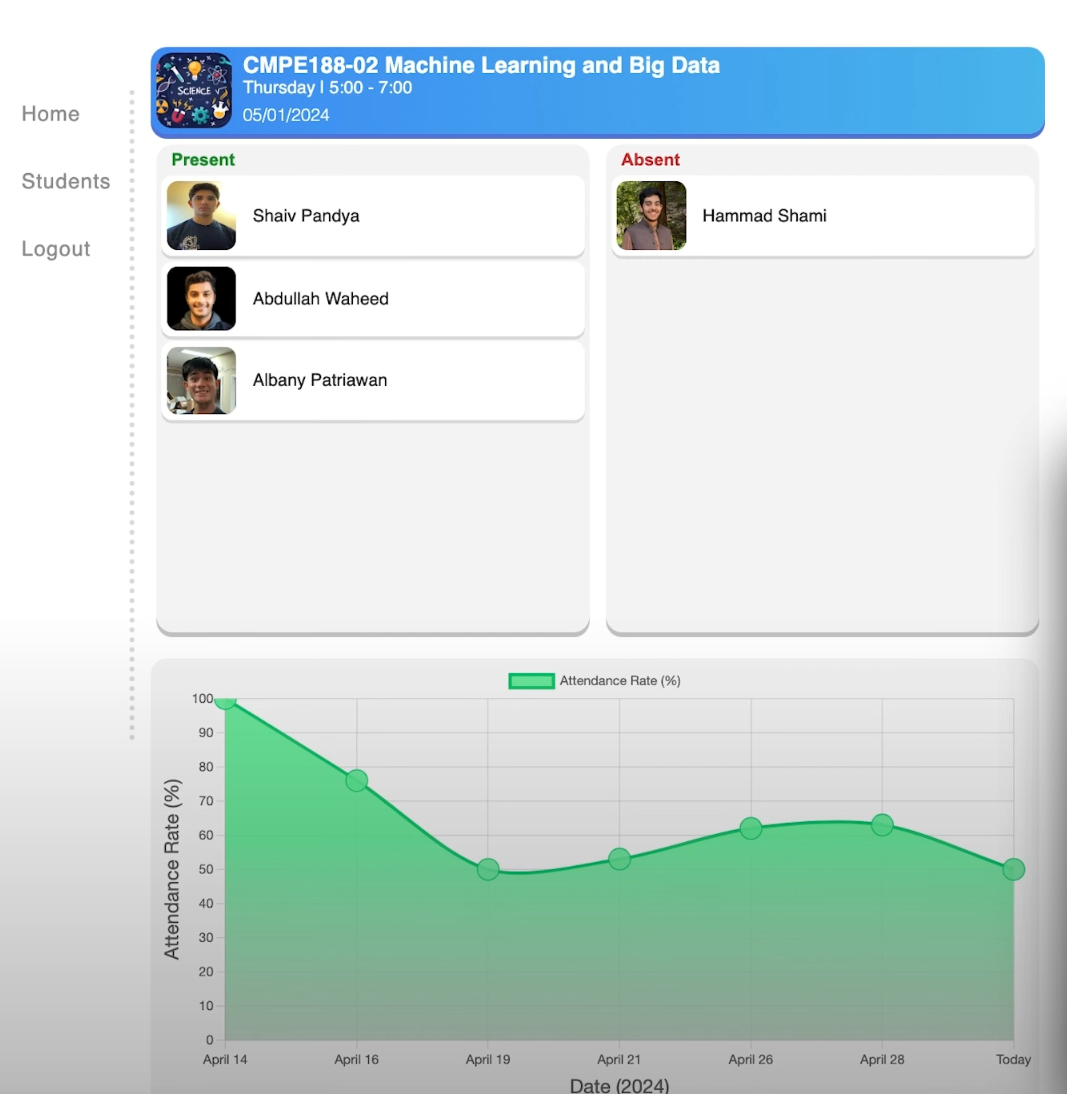 Home
Students
Logout
SCIENCE
CMPE188-02 Machine Learning and Big Data
Thursday | 5:00 - 7:00
05/01/2024
Present
Shaiv Pandya
Abdullah Waheed
Albany Patriawan
Absent
Hammad Shami
Attendance Rate (%)
Attendance Rate (%)
100
90
80
70
60
50
40
30
20
10
0
April 14 April 16 April 19 April 21 April 26 April 28 Today
Date (2024)